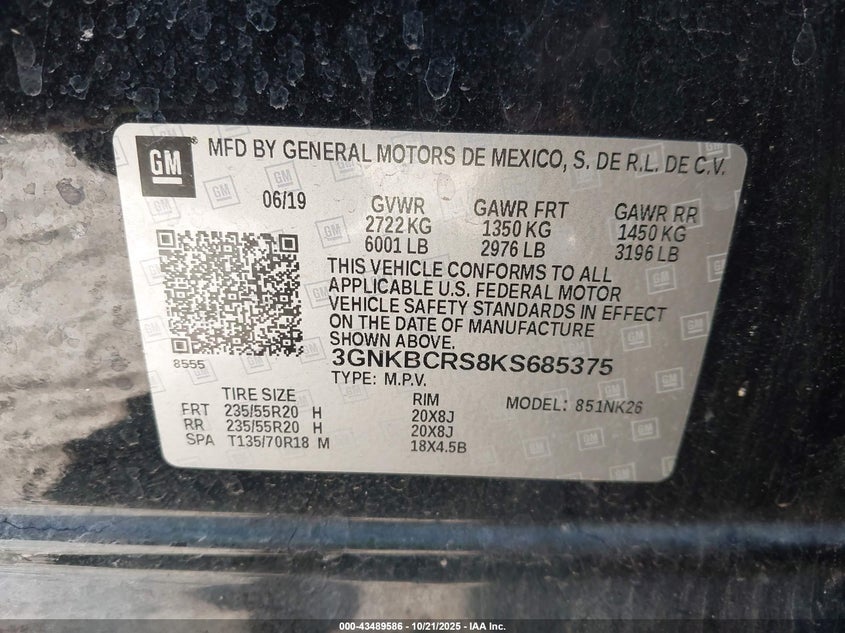 GM
MFD BY GENERAL MOTORS DE MEXICO, S. DE R.L. DE C.V.
06/19
GVWR
2722 KG
6001 LB
GAWR FRT
1350 KG
2976 LB
GAWR RR
1450 KG
3196 LB
THIS VEHICLE CONFORMS TO ALL
APPLICABLE U.S. FEDERAL MOTOR
VEHICLE SAFETY STANDARDS IN EFFECT
ON THE DATE OF MANUFACTURE
SHOWN ABOVE.
8555
3GNKBCRS8KS685375
TYPE: M.P.V.
TIRE SIZE RIM MODEL: 851NK26
FRT 235/55R20 H 20X8J
RR 235/55R20 H 20X8J
SPA T135/70R18 M 18X4.5B
000-43489586 - 10/21/2025 - IAA Inc.